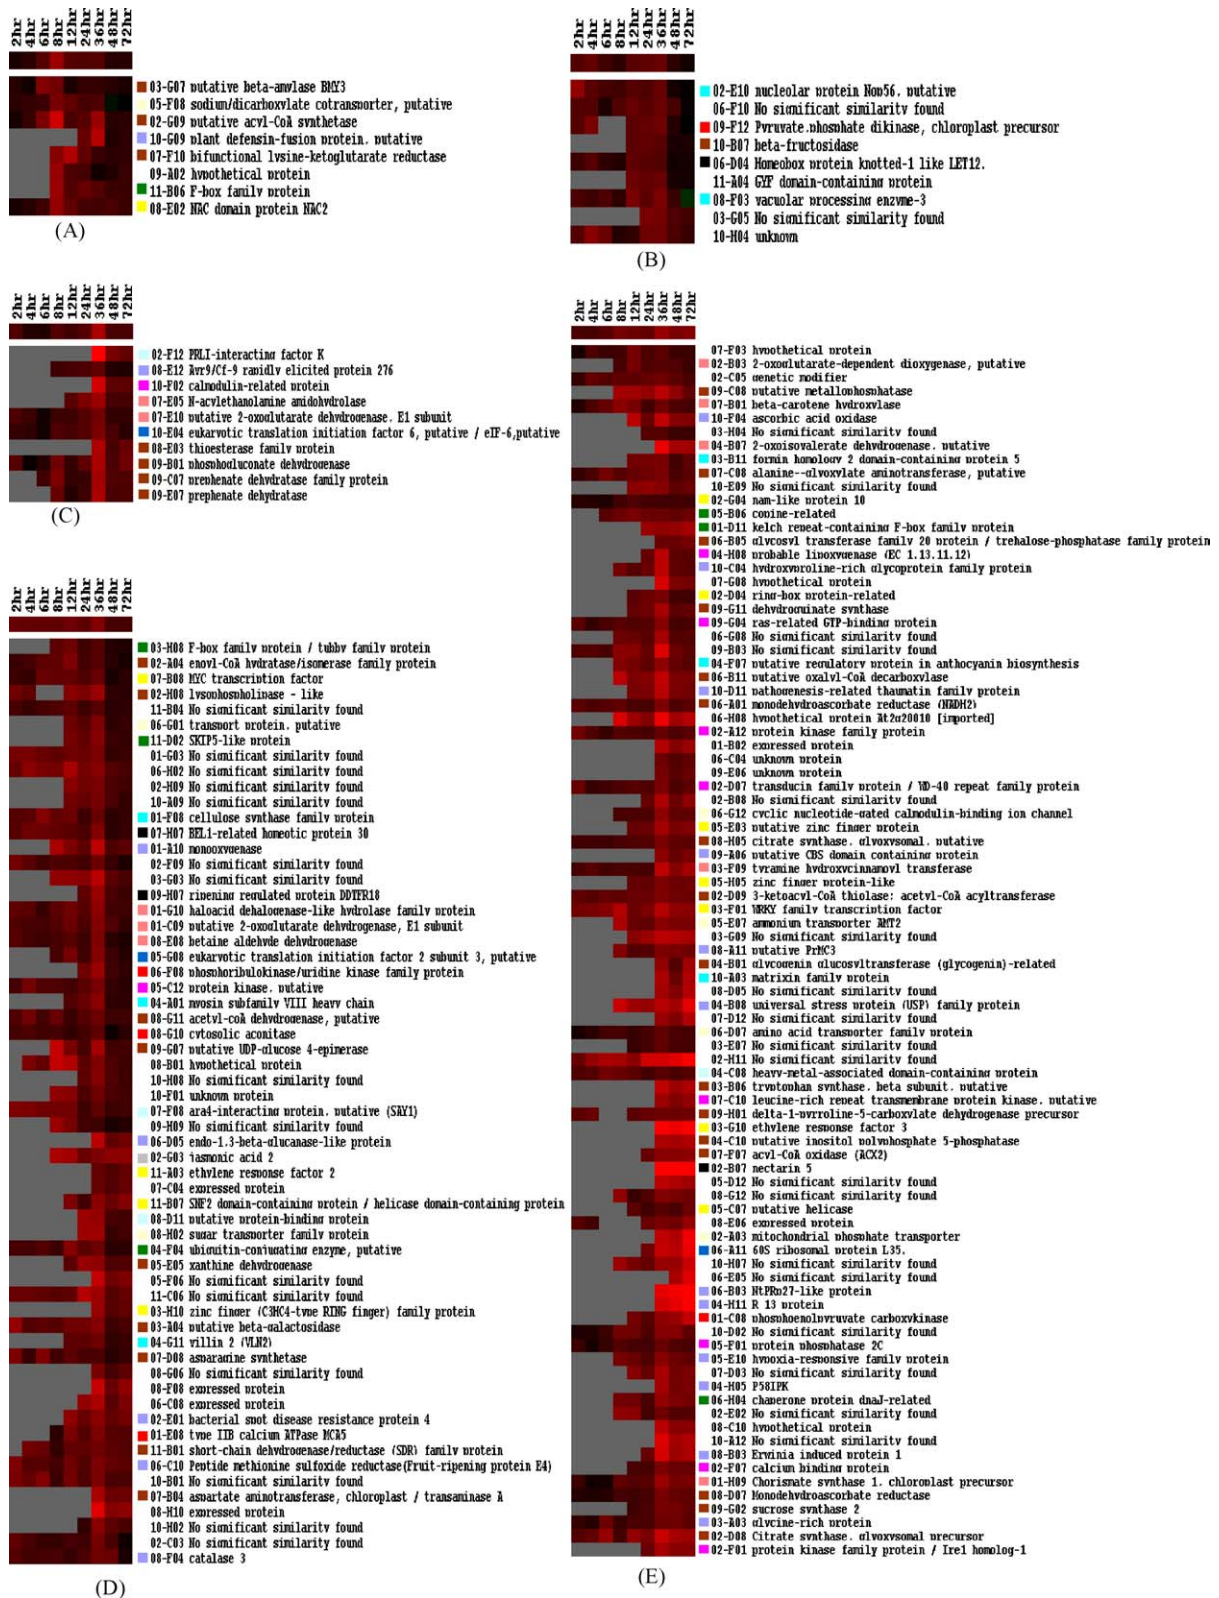 2hr 4hr 6hr 8hr 12hr 24hr 36hr 48hr 72hr
03-G07 putative beta-amylase BMY3
05-F08 sodium/dicarboxylate cotransporter, putative
02-G09 putative acyl-CoA synthetase
10-G09 plant defensin-fusion protein, putative
07-F10 bifunctional lysine-ketoglutarate reductase
09-A02 hypothetical protein
11-B06 F-box family protein
08-E02 NAC domain protein NAC2
(A)
2hr 4hr 6hr 8hr 12hr 24hr 36hr 48hr 72hr
02-E10 nucleolar protein Nop56, putative
06-F10 No significant similarity found
09-F12 Pyruvate,phosphate dikinase, chloroplast precursor
10-B07 beta-fructosidase
06-D04 Homeobox protein knotted-1 like LET12.
11-A04 GYF domain-containing protein
08-F03 vacuolar processing enzyme-3
03-G05 No significant similarity found
10-H04 unknown
(B)
2hr 4hr 6hr 8hr 12hr 24hr 36hr 48hr 72hr
02-F12 PRLI-interacting factor K
08-E12 Avr9/Cf-9 rapidly elicited protein 276
10-F02 calmodulin-related protein
07-E05 N-acylethanolamine amidohydrolase
07-E10 putative 2-oxoglutarate dehydrogenase, E1 subunit
10-E04 eukaryotic translation initiation factor 6, putative / eIF-6,putative
08-E03 thioesterase family protein
09-B01 phosphogluconate dehydrogenase
09-C07 prephenate dehydratase family protein
09-E07 prephenate dehydratase
(C)
2hr 4hr 6hr 8hr 12hr 24hr 36hr 48hr 72hr
03-H08 F-box family protein / tubby family protein
02-A04 enoyl-CoA hydratase/isomerase family protein
07-B08 MYC transcription factor
02-H08 lysophospholipase - like
11-B04 No significant similarity found
06-G01 transport protein, putative
11-D02 SKIP5-like protein
01-G03 No significant similarity found
06-H02 No significant similarity found
02-H09 No significant similarity found
10-A09 No significant similarity found
01-F08 cellulose synthase family protein
07-H07 BEL1-related homeotic protein 30
01-A10 monooxygenase
02-F09 No significant similarity found
03-G03 No significant similarity found
09-H07 ripening regulated protein DDTFR18
01-G10 haloacid dehalogenase-like hydrolase family protein
01-C09 putative 2-oxoglutarate dehydrogenase, E1 subunit
08-E08 betaine aldehyde dehydrogenase
05-G08 eukaryotic translation initiation factor 2 subunit 3, putative
06-F08 phosphoribulokinase/uridine kinase family protein
05-C12 protein kinase, putative
04-A01 myosin subfamily VIII heavy chain
08-G11 acetyl-coA dehydrogenase, putative
08-G10 cytosolic aconitase
09-G07 putative UDP-glucose 4-epimerase
08-B01 hypothetical protein
10-H08 No significant similarity found
10-F01 unknown protein
07-F08 ara4-interacting protein, putative (SAY1)
09-H09 No significant similarity found
06-D05 endo-1,3-beta-glucanase-like protein
02-G03 jasmonic acid 2
11-A03 ethylene response factor 2
07-C04 expressed protein
11-D07 SNF2 domain-containing protein / helicase domain-containing protein
08-D11 putative protein-binding protein
08-H02 sugar transporter family protein
04-F04 ubiquitin-conjugating enzyme, putative
05-E05 xanthine dehydrogenase
05-F06 No significant similarity found
11-C06 No significant similarity found
03-H10 zinc finger (C3HC4-type RING finger) family protein
03-A04 putative beta-galactosidase
04-G11 villin 2 (VLN2)
07-D08 asparagine synthetase
08-G06 No significant similarity found
08-F08 expressed protein
06-C08 expressed protein
02-E01 bacterial spot disease resistance protein 4
01-E08 type IIB calcium ATPase MCA5
11-B01 short-chain dehydrogenase/reductase (SDR) family protein
06-C10 Peptide methionine sulfoxide reductase(Fruit-ripening protein E4)
10-B01 No significant similarity found
07-B04 aspartate aminotransferase, chloroplast / transaminase A
08-H10 expressed protein
10-H02 No significant similarity found
02-C03 No significant similarity found
08-F04 catalase 3
(D)
2hr 4hr 6hr 8hr 12hr 24hr 36hr 48hr 72hr
07-F03 hypothetical protein
02-B03 2-oxoglutarate-dependent dioxygenase, putative
02-C05 genetic modifier
09-C08 putative metallophosphatase
07-B01 beta-carotene hydroxylase
10-F04 ascorbic acid oxidase
03-H04 No significant similarity found
04-B07 2-oxoisovalerate dehydrogenase, putative
03-B11 formin homology 2 domain-containing protein 5
07-C08 alanine--glyoxylate aminotransferase, putative
10-E09 No significant similarity found
02-G04 nam-like protein 10
05-B06 copine-related
01-D11 kelch repeat-containing F-box family protein
06-B05 glycosyl transferase family 20 protein / trehalose-phosphatase family protein
04-H08 probable lipoxygenase (EC 1.13.11.12)
10-C04 hydroxyproline-rich glycoprotein family protein
07-G08 hypothetical protein
02-D04 ring-box protein-related
09-G11 dehydroquinate synthase
09-G04 ras-related GTP-binding protein
06-G08 No significant similarity found
09-B03 No significant similarity found
04-F07 putative regulatory protein in anthocyanin biosynthesis
06-B11 putative oxalyl-CoA decarboxylase
10-D11 pathogenesis-related thaumatin family protein
06-A01 monodehydroascorbate reductase (NADH2)
06-H08 hypothetical protein At2g20010 [imported]
02-A12 protein kinase family protein
01-B02 expressed protein
06-C04 unknown protein
09-E06 unknown protein
02-D07 transducin family protein / WD-40 repeat family protein
02-B08 No significant similarity found
06-G12 cyclic nucleotide-gated calmodulin-binding ion channel
05-E03 putative zinc finger protein
08-H05 citrate synthase, glyoxysomal, putative
09-A06 putative CBS domain containing protein
03-F09 tyramine hydroxycinnamoyl transferase
05-H05 zinc finger protein-like
02-D09 3-ketoacyl-CoA thiolase; acetyl-CoA acyltransferase
03-F01 WRKY family transcription factor
05-E07 ammonium transporter AMT2
03-G09 No significant similarity found
08-A11 putative PrMC3
04-B01 glycogenin glucosyltransferase (glycogenin)-related
10-A03 matrixin family protein
08-D05 No significant similarity found
04-B08 universal stress protein (USP) family protein
07-D12 No significant similarity found
06-D07 amino acid transporter family protein
03-E07 No significant similarity found
02-H11 No significant similarity found
04-C08 heavy-metal-associated domain-containing protein
03-B06 tryptophan synthase, beta subunit, putative
07-C10 leucine-rich repeat transmembrane protein kinase, putative
09-H01 delta-1-pyrroline-5-carboxylate dehydrogenase precursor
03-G10 ethylene response factor 3
04-C10 putative inositol polyphosphate 5-phosphatase
07-F07 acyl-CoA oxidase (ACX2)
02-B07 nectarin 5
05-D12 No significant similarity found
08-G12 No significant similarity found
05-C07 putative helicase
08-E06 expressed protein
02-A03 mitochondrial phosphate transporter
06-A11 60S ribosomal protein L35.
10-H07 No significant similarity found
06-E05 No significant similarity found
06-B03 NtPRp27-like protein
04-H11 R 13 protein
01-C08 phosphoenolpyruvate carboxykinase
10-D02 No significant similarity found
05-F01 protein phosphatase 2C
05-E10 hypoxia-responsive family protein
07-D03 No significant similarity found
04-H05 P58IPK
06-H04 chaperone protein dnaJ-related
02-E02 No significant similarity found
08-C10 hypothetical protein
10-A12 No significant similarity found
08-B03 Erwinia induced protein 1
02-F07 calcium binding protein
01-H09 Chorismate synthase 1, chloroplast precursor
08-D07 Monodehydroascorbate reductase
09-G02 sucrose synthase 2
03-A03 glycine-rich protein
02-D08 Citrate synthase, glyoxysomal precursor
02-F01 protein kinase family protein / Ire1 homolog-1
(E)